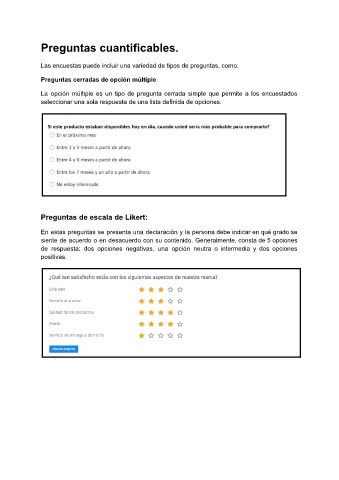 Preguntas cuantificables.
Las encuestas puede incluir una variedad de tipos de preguntas, como:
Preguntas cerradas de opción múltiple
La opción múltiple es un tipo de pregunta cerrada simple que permite a los encuestados
seleccionar una sola respuesta de una lista definida de opciones.
Si este producto estaban disponibles hoy en día, cuando usted sería más probable para comprarlo?
En el próximo mes
Entre 3 y 4 meses a partir de ahora
Entre 4 y 6 meses a partir de ahora
Entre los 7 meses y un año a partir de ahora
No estoy interesado
Preguntas de escala de Likert:
En estas preguntas se presenta una declaración y la persona debe indicar en qué grado se
siente de acuerdo o en desacuerdo con su contenido. Generalmente, consta de 5 opciones
de respuesta: dos opciones negativas, una opción neutra o intermedia y dos opciones
positivas.
¿Qué tan satisfecho estás con los siguientes aspectos de nuestra marca?
Sitio web
Servicio al cliente
Calidad de los productos
Precio
Servicio de entrega a domicilio